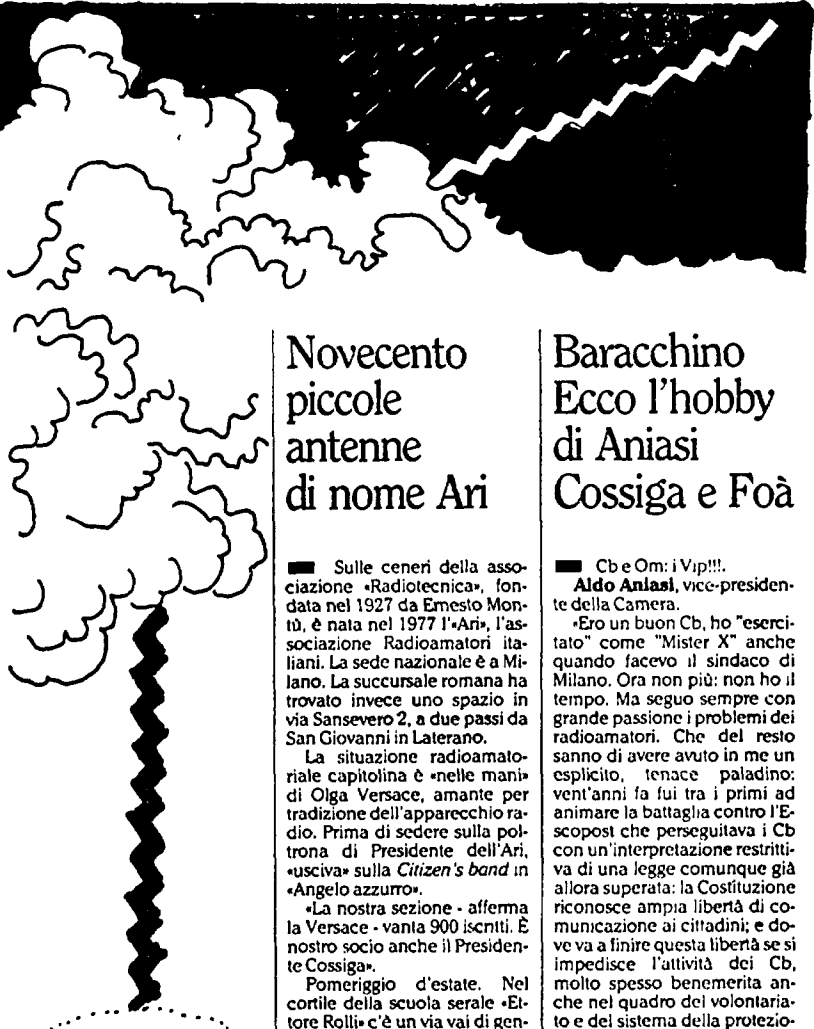 Novecento
piccole
antenne
di nome Ari
Sulle ceneri della asso-
ciazione «Radiotecnica», fon-
data nel 1927 da Ernesto Mon-
tù, è nata nel 1977 l'«Ari», l'as-
sociazione Radioamatori ita-
liani. La sede nazionale è a Mi-
lano. La succursale romana ha
trovato invece uno spazio in
via Sansevero 2, a due passi da
San Giovanni in Laterano.
La situazione radioamato-
riale capitolina è «nelle mani»
di Olga Versace, amante per
tradizione dell'apparecchio ra-
dio. Prima di sedere sulla pol-
trona di Presidente dell'Ari,
«usciva» sulla Citizen's band in
«Angelo azzurro».
«La nostra sezione - afferma
la Versace - vanta 900 iscritti. È
nostro socio anche il Presiden-
te Cossiga».
Pomeriggio d'estate. Nel
cortile della scuola serale «Et-
tore Rolli» c'è un via vai di gen-
Baracchino
Ecco l'hobby
di Aniasi
Cossiga e Foà
Cb e Om: i Vip!!!.
Aldo Aniasi, vice-presiden-
te della Camera.
«Ero un buon Cb, ho "eserci-
tato" come "Mister X" anche
quando facevo il sindaco di
Milano. Ora non più: non ho il
tempo. Ma seguo sempre con
grande passione i problemi dei
radioamatori. Che del resto
sanno di avere avuto in me un
esplicito, tenace paladino:
vent'anni fa fui tra i primi ad
animare la battaglia contro l'E-
scopost che perseguitava i Cb
con un'interpretazione restritti-
va di una legge comunque già
allora superata: la Costituzione
riconosce ampia libertà di co-
municazione ai cittadini; e do-
ve va a finire questa libertà se si
impedisce l'attività dei Cb,
molto spesso benemerita an-
che nel quadro del volontaria-
to e del sistema della protezio-